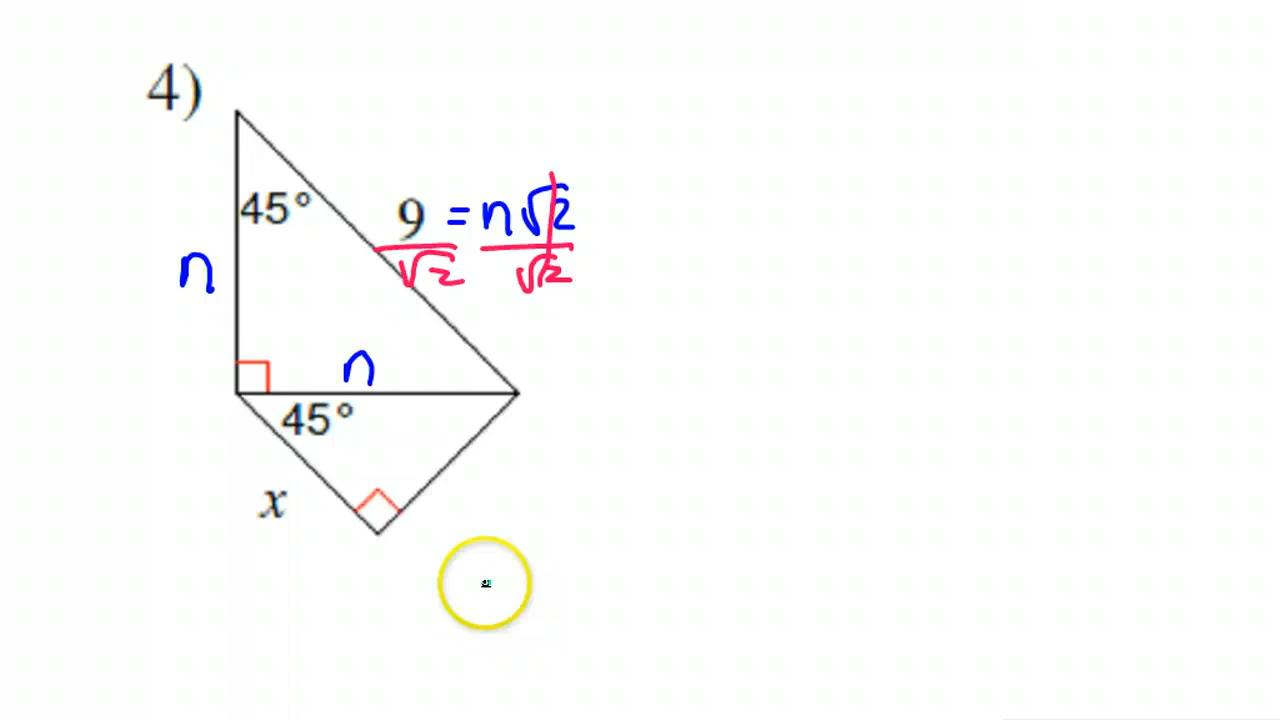 4)
45°
9 = n√2
√2 √2
n
n
45°
x